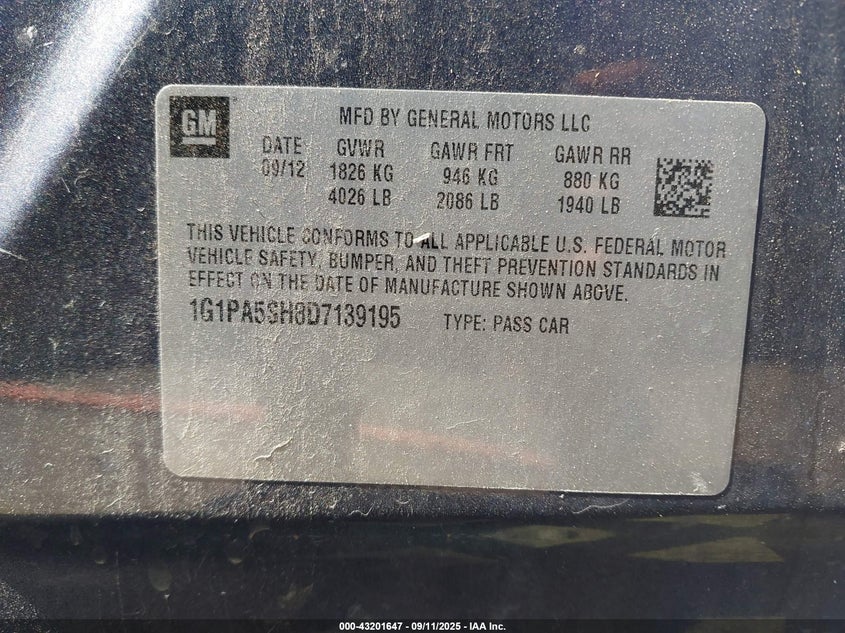 GM
MFD BY GENERAL MOTORS LLC
DATE GVWR GAWR FRT GAWR RR
09/12 1826 KG 946 KG 880 KG
4026 LB 2086 LB 1940 LB
THIS VEHICLE CONFORMS TO ALL APPLICABLE U.S. FEDERAL MOTOR
VEHICLE SAFETY, BUMPER, AND THEFT PREVENTION STANDARDS IN
EFFECT ON THE DATE OF MANUFACTURE SHOWN ABOVE.
1G1PA5SH8D7139195 TYPE: PASS CAR
000-43201647 - 09/11/2025 - IAA Inc.